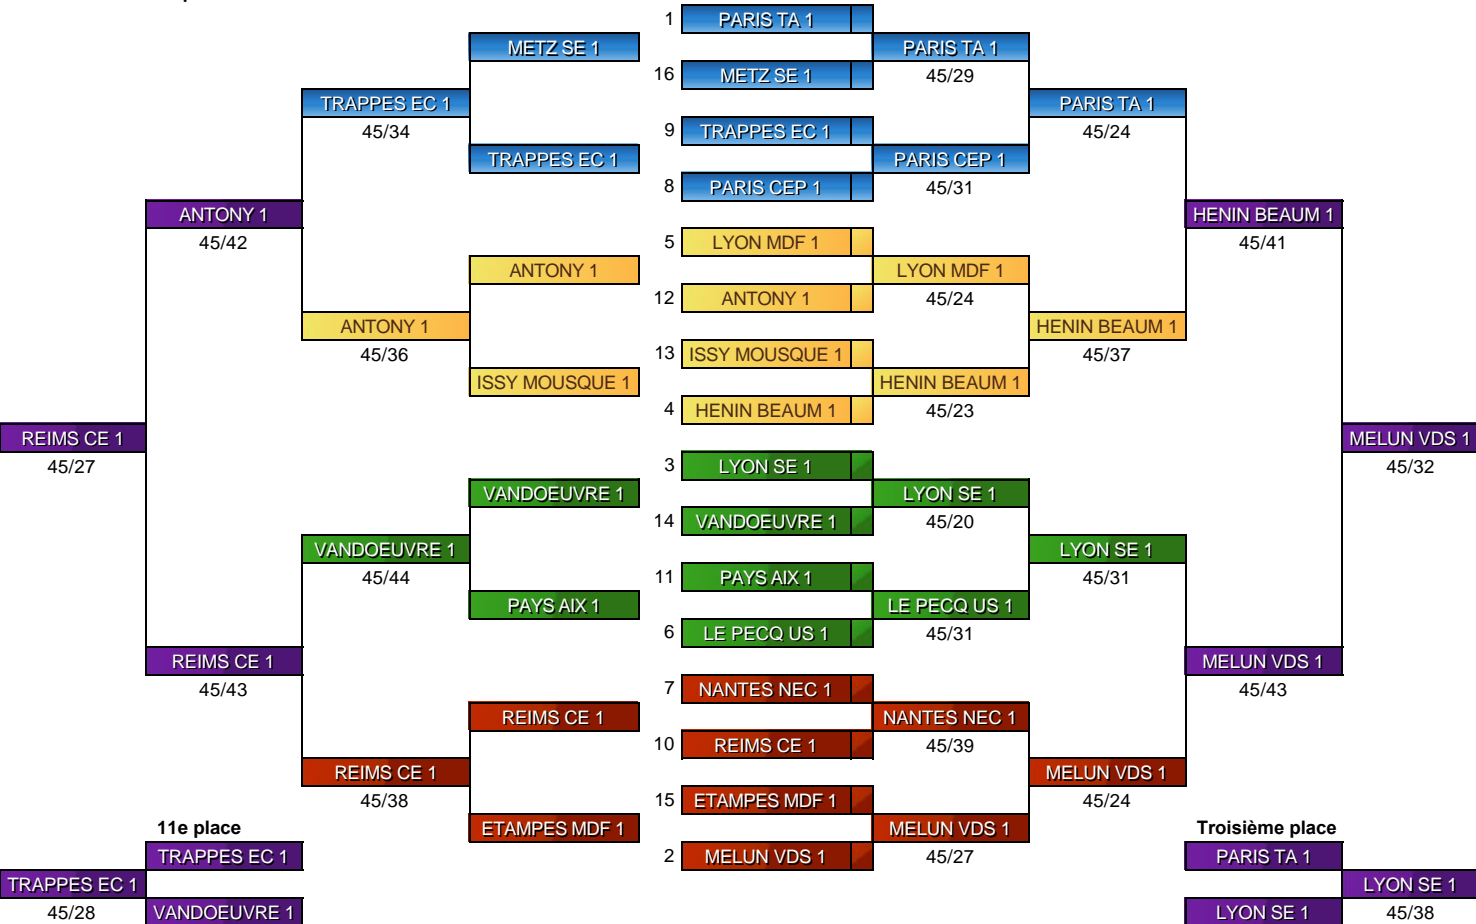 1 PARIS TA 1
METZ SE 1 PARIS TA 1
16 METZ SE 1 45/29
TRAPPES EC 1 PARIS TA 1
45/34 9 TRAPPES EC 1 45/24
TRAPPES EC 1 PARIS CEP 1
8 PARIS CEP 1 45/31
ANTONY 1 HENIN BEAUM 1
45/42 5 LYON MDF 1 45/41
ANTONY 1 LYON MDF 1
12 ANTONY 1 45/24
ANTONY 1 HENIN BEAUM 1
45/36 13 ISSY MOUSQUE 1 45/37
ISSY MOUSQUE 1 HENIN BEAUM 1
4 HENIN BEAUM 1 45/23
REIMS CE 1 MELUN VDS 1
45/27 3 LYON SE 1 45/32
VANDOEUVRE 1 LYON SE 1
14 VANDOEUVRE 1 45/20
VANDOEUVRE 1 LYON SE 1
45/44 11 PAYS AIX 1 45/31
PAYS AIX 1 LE PECQ US 1
6 LE PECQ US 1 45/31
REIMS CE 1 MELUN VDS 1
45/43 7 NANTES NEC 1 45/43
REIMS CE 1 NANTES NEC 1
10 REIMS CE 1 45/39
REIMS CE 1 MELUN VDS 1
45/38 15 ETAMPES MDF 1 45/24
11e place ETAMPES MDF 1 MELUN VDS 1 Troisième place
TRAPPES EC 1 2 MELUN VDS 1 45/27 PARIS TA 1
TRAPPES EC 1 LYON SE 1
45/28 VANDOEUVRE 1 LYON SE 1 45/38